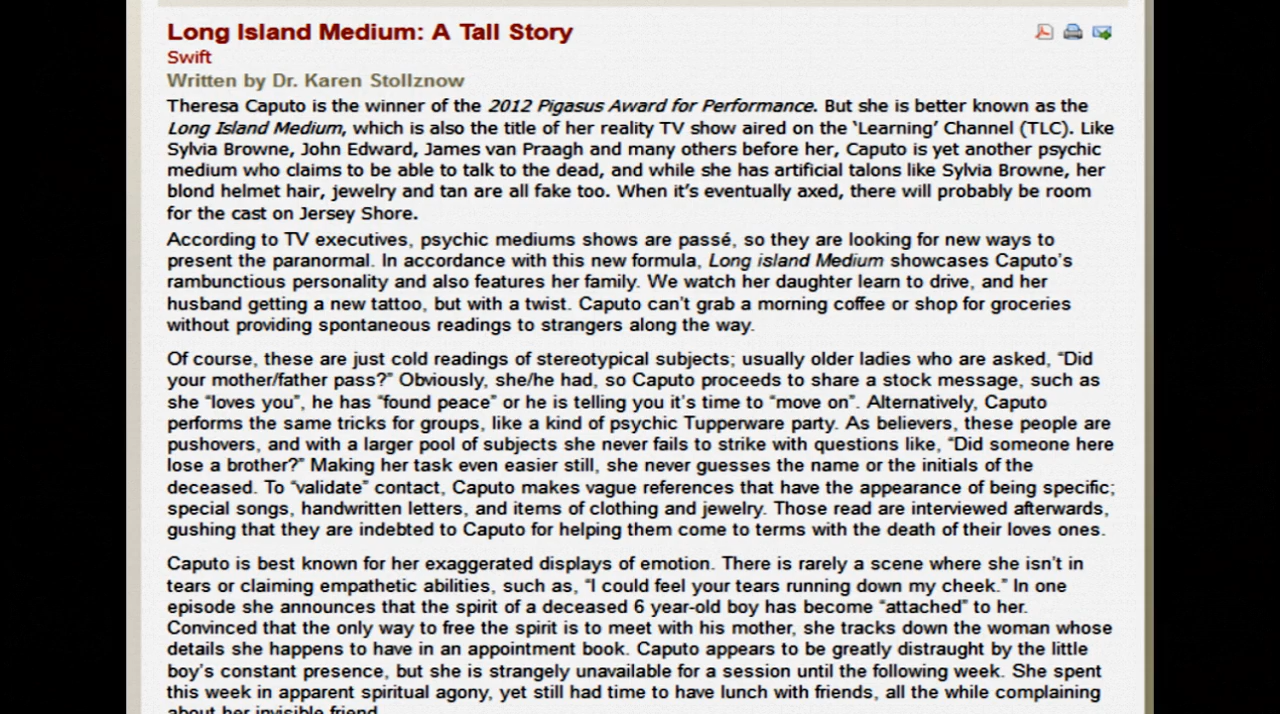 Long Island Medium: A Tall Story
Swift
Written by Dr. Karen Stollznow
Theresa Caputo is the winner of the 2012 Pigasus Award for Performance. But she is better known as the
Long Island Medium, which is also the title of her reality TV show aired on the ‘Learning’ Channel (TLC). Like
Sylvia Browne, John Edward, James van Praagh and many others before her, Caputo is yet another psychic
medium who claims to be able to talk to the dead, and while she has artificial talons like Sylvia Browne, her
blond helmet hair, jewelry and tan are all fake too. When it’s eventually axed, there will probably be room
for the cast on Jersey Shore.
According to TV executives, psychic mediums shows are passé, so they are looking for new ways to
present the paranormal. In accordance with this new formula, Long island Medium showcases Caputo’s
rambunctious personality and also features her family. We watch her daughter learn to drive, and her
husband getting a new tattoo, but with a twist. Caputo can’t grab a morning coffee or shop for groceries
without providing spontaneous readings to strangers along the way.
Of course, these are just cold readings of stereotypical subjects; usually older ladies who are asked, “Did
your mother/father pass?” Obviously, she/he had, so Caputo proceeds to share a stock message, such as
she “loves you”, he has “found peace” or he is telling you it’s time to “move on”. Alternatively, Caputo
performs the same tricks for groups, like a kind of psychic Tupperware party. As believers, these people are
pushovers, and with a larger pool of subjects she never fails to strike with questions like, “Did someone here
lose a brother?” Making her task even easier still, she never guesses the name or the initials of the
deceased. To “validate” contact, Caputo makes vague references that have the appearance of being specific;
special songs, handwritten letters, and items of clothing and jewelry. Those read are interviewed afterwards,
gushing that they are indebted to Caputo for helping them come to terms with the death of their loves ones.
Caputo is best known for her exaggerated displays of emotion. There is rarely a scene where she isn’t in
tears or claiming empathetic abilities, such as, “I could feel your tears running down my cheek.” In one
episode she announces that the spirit of a deceased 6 year-old boy has become “attached” to her.
Convinced that the only way to free the spirit is to meet with his mother, she tracks down the woman whose
details she happens to have in an appointment book. Caputo appears to be greatly distraught by the little
boy’s constant presence, but she is strangely unavailable for a session until the following week. She spent
this week in apparent spiritual agony, yet still had time to have lunch with friends, all the while complaining
about her invisible friend.